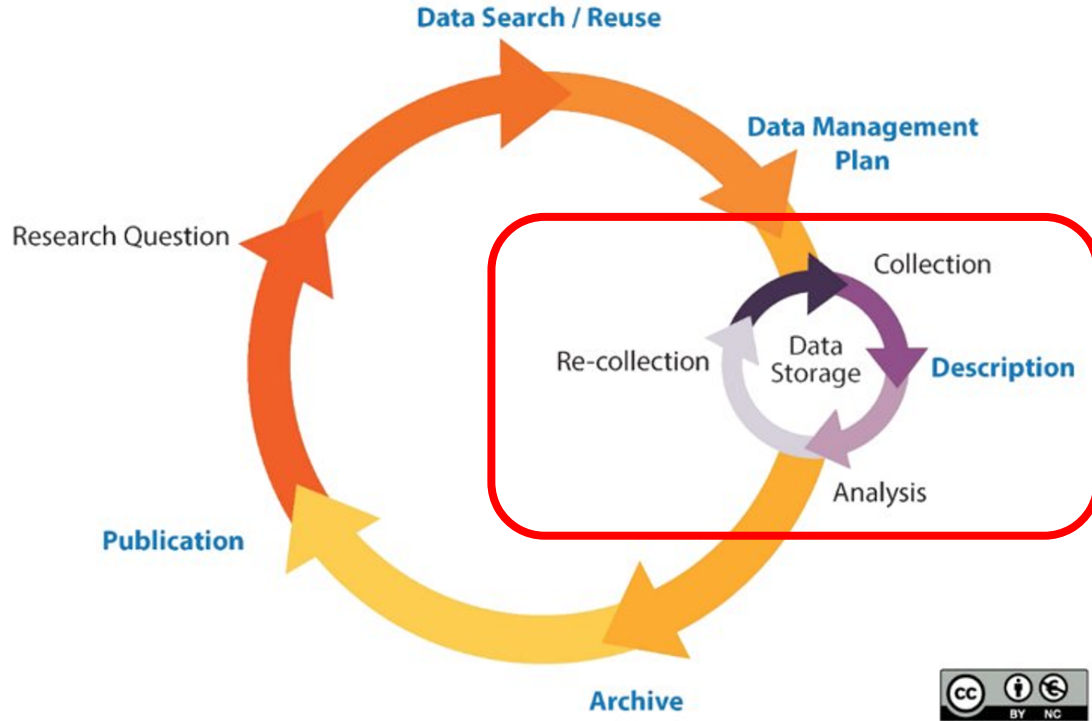 Data Search / Reuse
Data Management
Plan
Research Question
Collection
Re-collection
Data
Storage
Description
Analysis
Publication
Archive
cc
BY NC